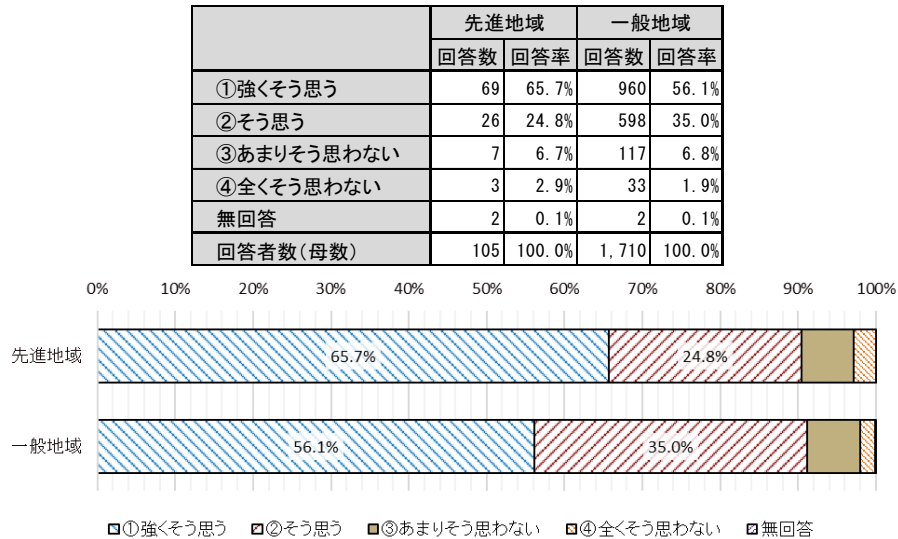 先進地域 一般地域
回答数 回答率 回答数 回答率
①強くそう思う 69 65.7% 960 56.1%
②そう思う 26 24.8% 598 35.0%
③あまりそう思わない 7 6.7% 117 6.8%
④全くそう思わない 3 2.9% 33 1.9%
無回答 2 0.1% 2 0.1%
回答者数(母数) 105 100.0% 1,710 100.0%
0% 10% 20% 30% 40% 50% 60% 70% 80% 90% 100%
先進地域 65.7% 24.8%
一般地域 56.1% 35.0%
①強くそう思う ②そう思う ③あまりそう思わない ④全くそう思わない 無回答